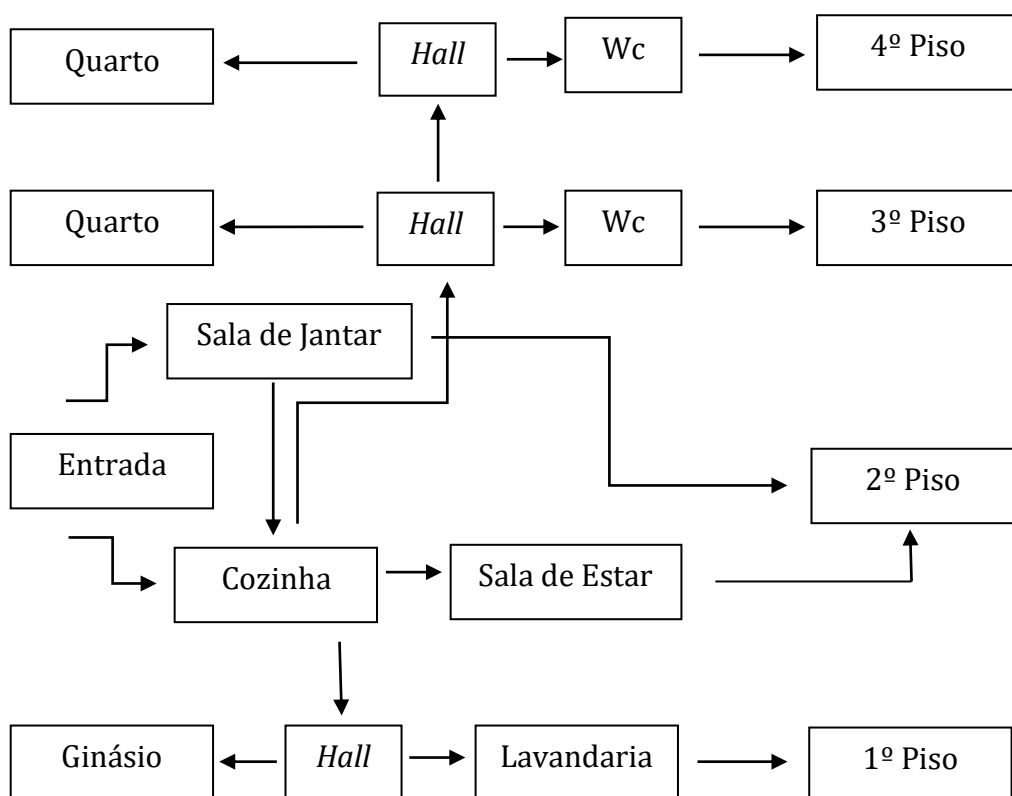 Quarto
Hall
Wc
4º Piso
Quarto
Hall
Wc
3º Piso
Sala de Jantar
Entrada
2º Piso
Cozinha
Sala de Estar
Ginásio
Hall
Lavandaria
1º Piso